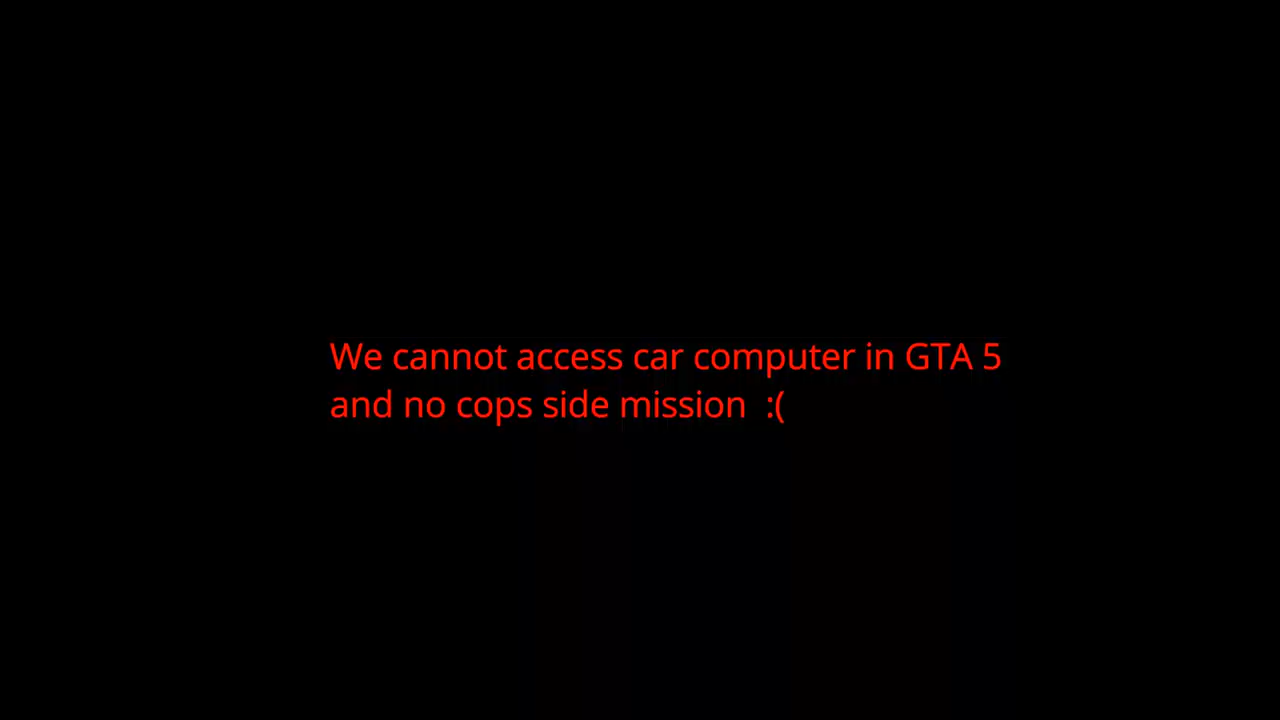 We cannot access car computer in GTA 5
and no cops side mission  :(